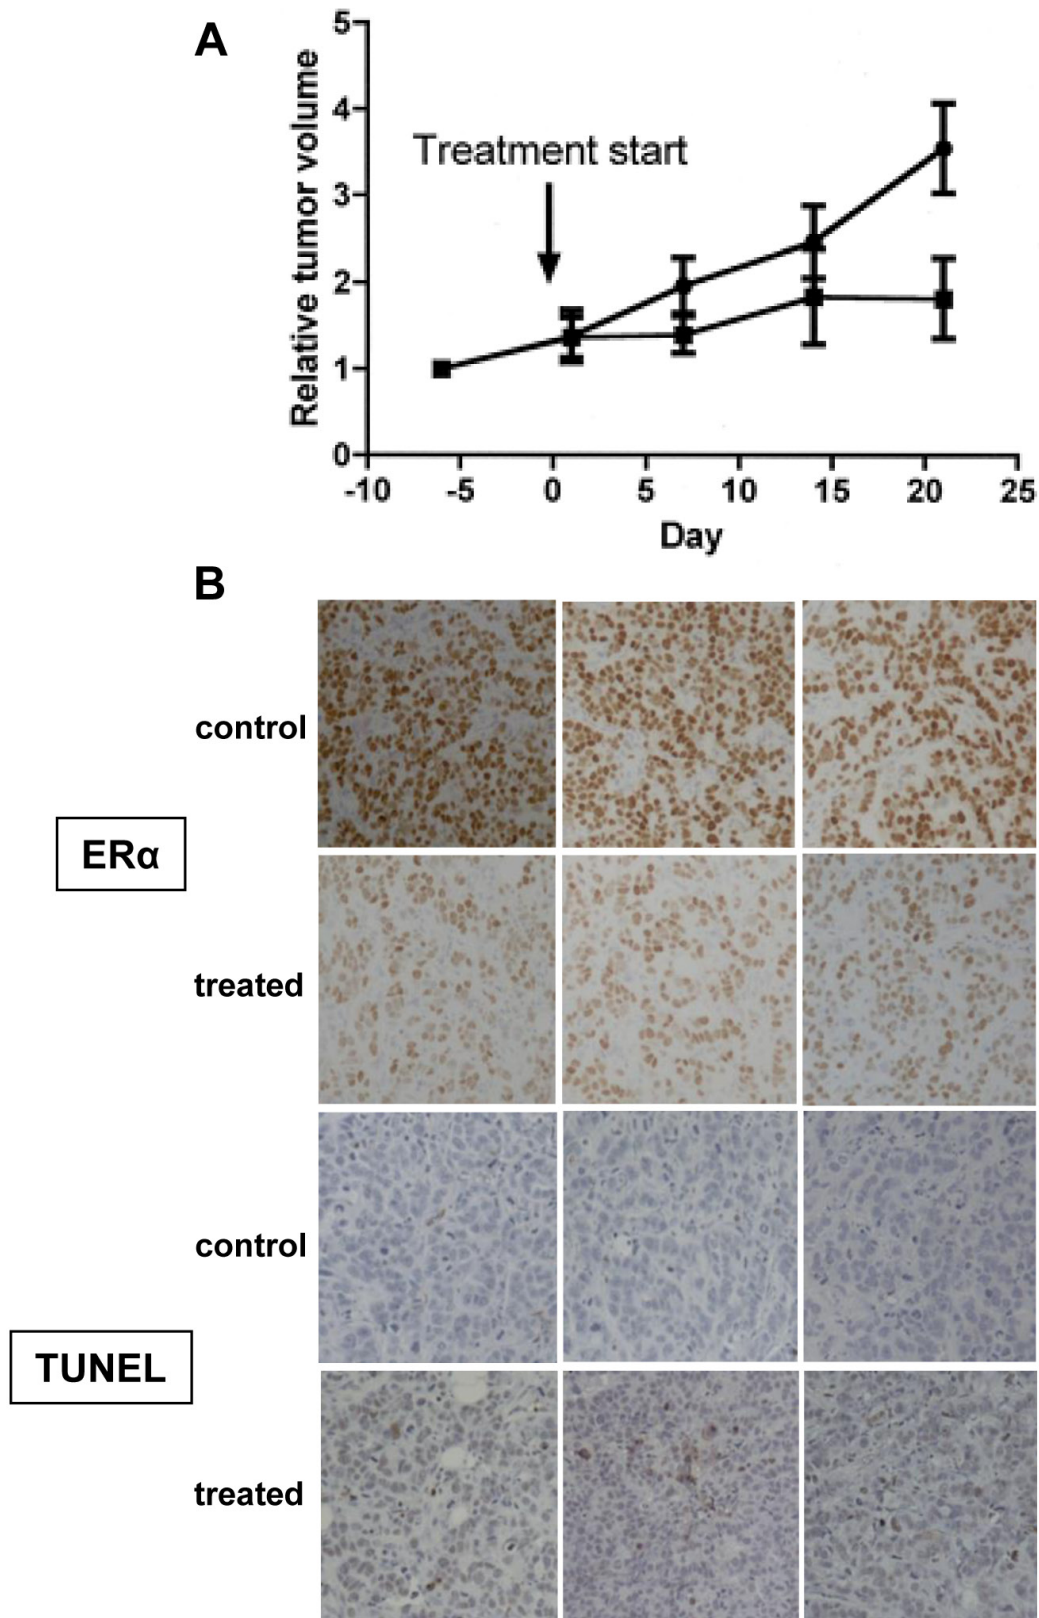 A
Relative tumor volume
5
4
3
2
1
0
Treatment start
-10 -5 0 5 10 15 20 25
Day
B
control
ERα
treated
control
TUNEL
treated